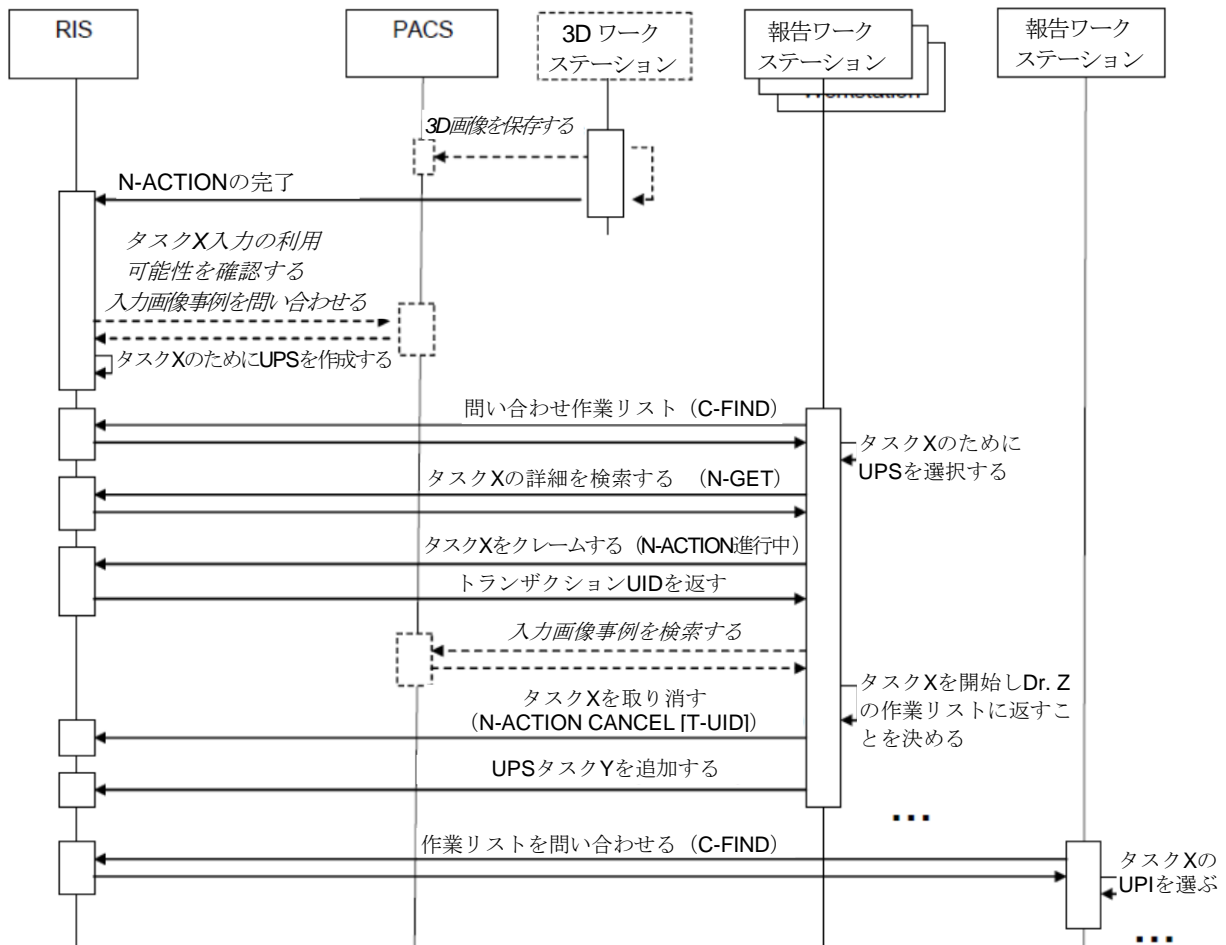 RIS
PACS
3D ワーク
ステーション
報告ワーク
ステーション
報告ワーク
ステーション
3D画像を保存する
N-ACTIONの完了
タスクX入力の利用
可能性を確認する
入力画像事例を問い合わせる
タスクXのためにUPSを作成する
問い合わせ作業リスト（C-FIND）
タスクXのために
UPSを選択する
タスクXの詳細を検索する （N-GET）
タスクXをクレームする（N-ACTION進行中）
トランザクションUIDを返す
入力画像事例を検索する
タスクXを開始しDr. Z
の作業リストに返すこ
とを決める
タスクXを取り消す
（N-ACTION CANCEL [T-UID]）
UPSタスクYを追加する
...
作業リストを問い合わせる（C-FIND）
タスクXの
UPIを選ぶ
...